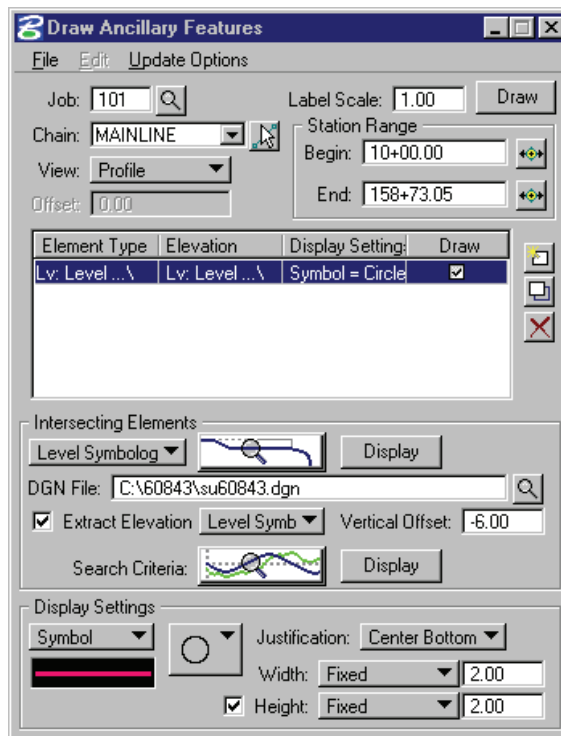 Draw Ancillary Features
File Edit Update Options
Job: 101 Label Scale: 1.00 Draw
Chain: MAINLINE Station Range
Begin: 10+00.00
View: Profile
End: 158+73.05
Offset: 0.00
Element Type Elevation Display Setting: Draw
Lv: Level ...\ Lv: Level ...\ Symbol = Circle
Intersecting Elements
Level Symbolog Display
DGN File: C:\60843\su60843.dgn
Extract Elevation Level Symb Vertical Offset: -6.00
Search Criteria: Display
Display Settings
Symbol Justification: Center Bottom
Width: Fixed 2.00
Height: Fixed 2.00